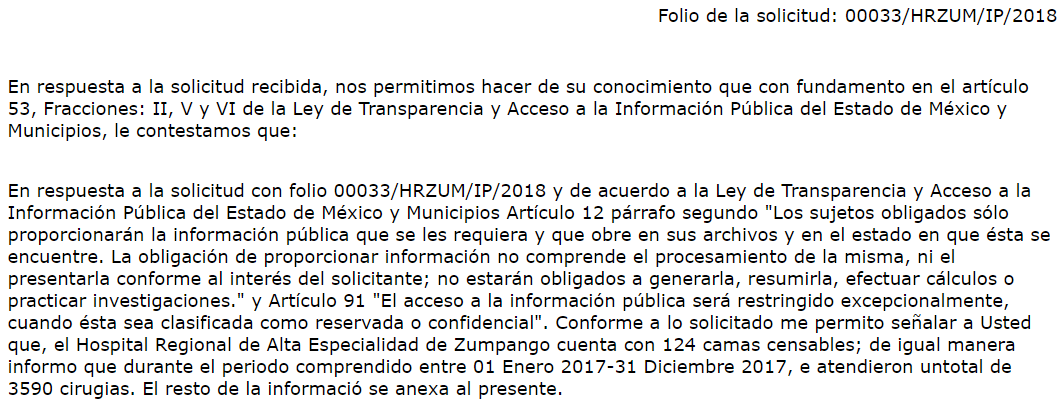 Folio de la solicitud: 00033/HRZUM/IP/2018
En respuesta a la solicitud recibida, nos permitimos hacer de su conocimiento que con fundamento en el artículo
53, Fracciones: II, V y VI de la Ley de Transparencia y Acceso a la Información Pública del Estado de México y
Municipios, le contestamos que:
En respuesta a la solicitud con folio 00033/HRZUM/IP/2018 y de acuerdo a la Ley de Transparencia y Acceso a la
Información Pública del Estado de México y Municipios Artículo 12 párrafo segundo "Los sujetos obligados sólo
proporcionarán la información pública que se les requiera y que obre en sus archivos y en el estado en que ésta se
encuentre. La obligación de proporcionar información no comprende el procesamiento de la misma, ni el
presentarla conforme al interés del solicitante; no estarán obligados a generarla, resumirla, efectuar cálculos o
practicar investigaciones." y Artículo 91 "El acceso a la información pública será restringido excepcionalmente,
cuando ésta sea clasificada como reservada o confidencial". Conforme a lo solicitado me permito señalar a Usted
que, el Hospital Regional de Alta Especialidad de Zumpango cuenta con 124 camas censables; de igual manera
informo que durante el periodo comprendido entre 01 Enero 2017-31 Diciembre 2017, e atendieron untotal de
3590 cirugias. El resto de la informació se anexa al presente.